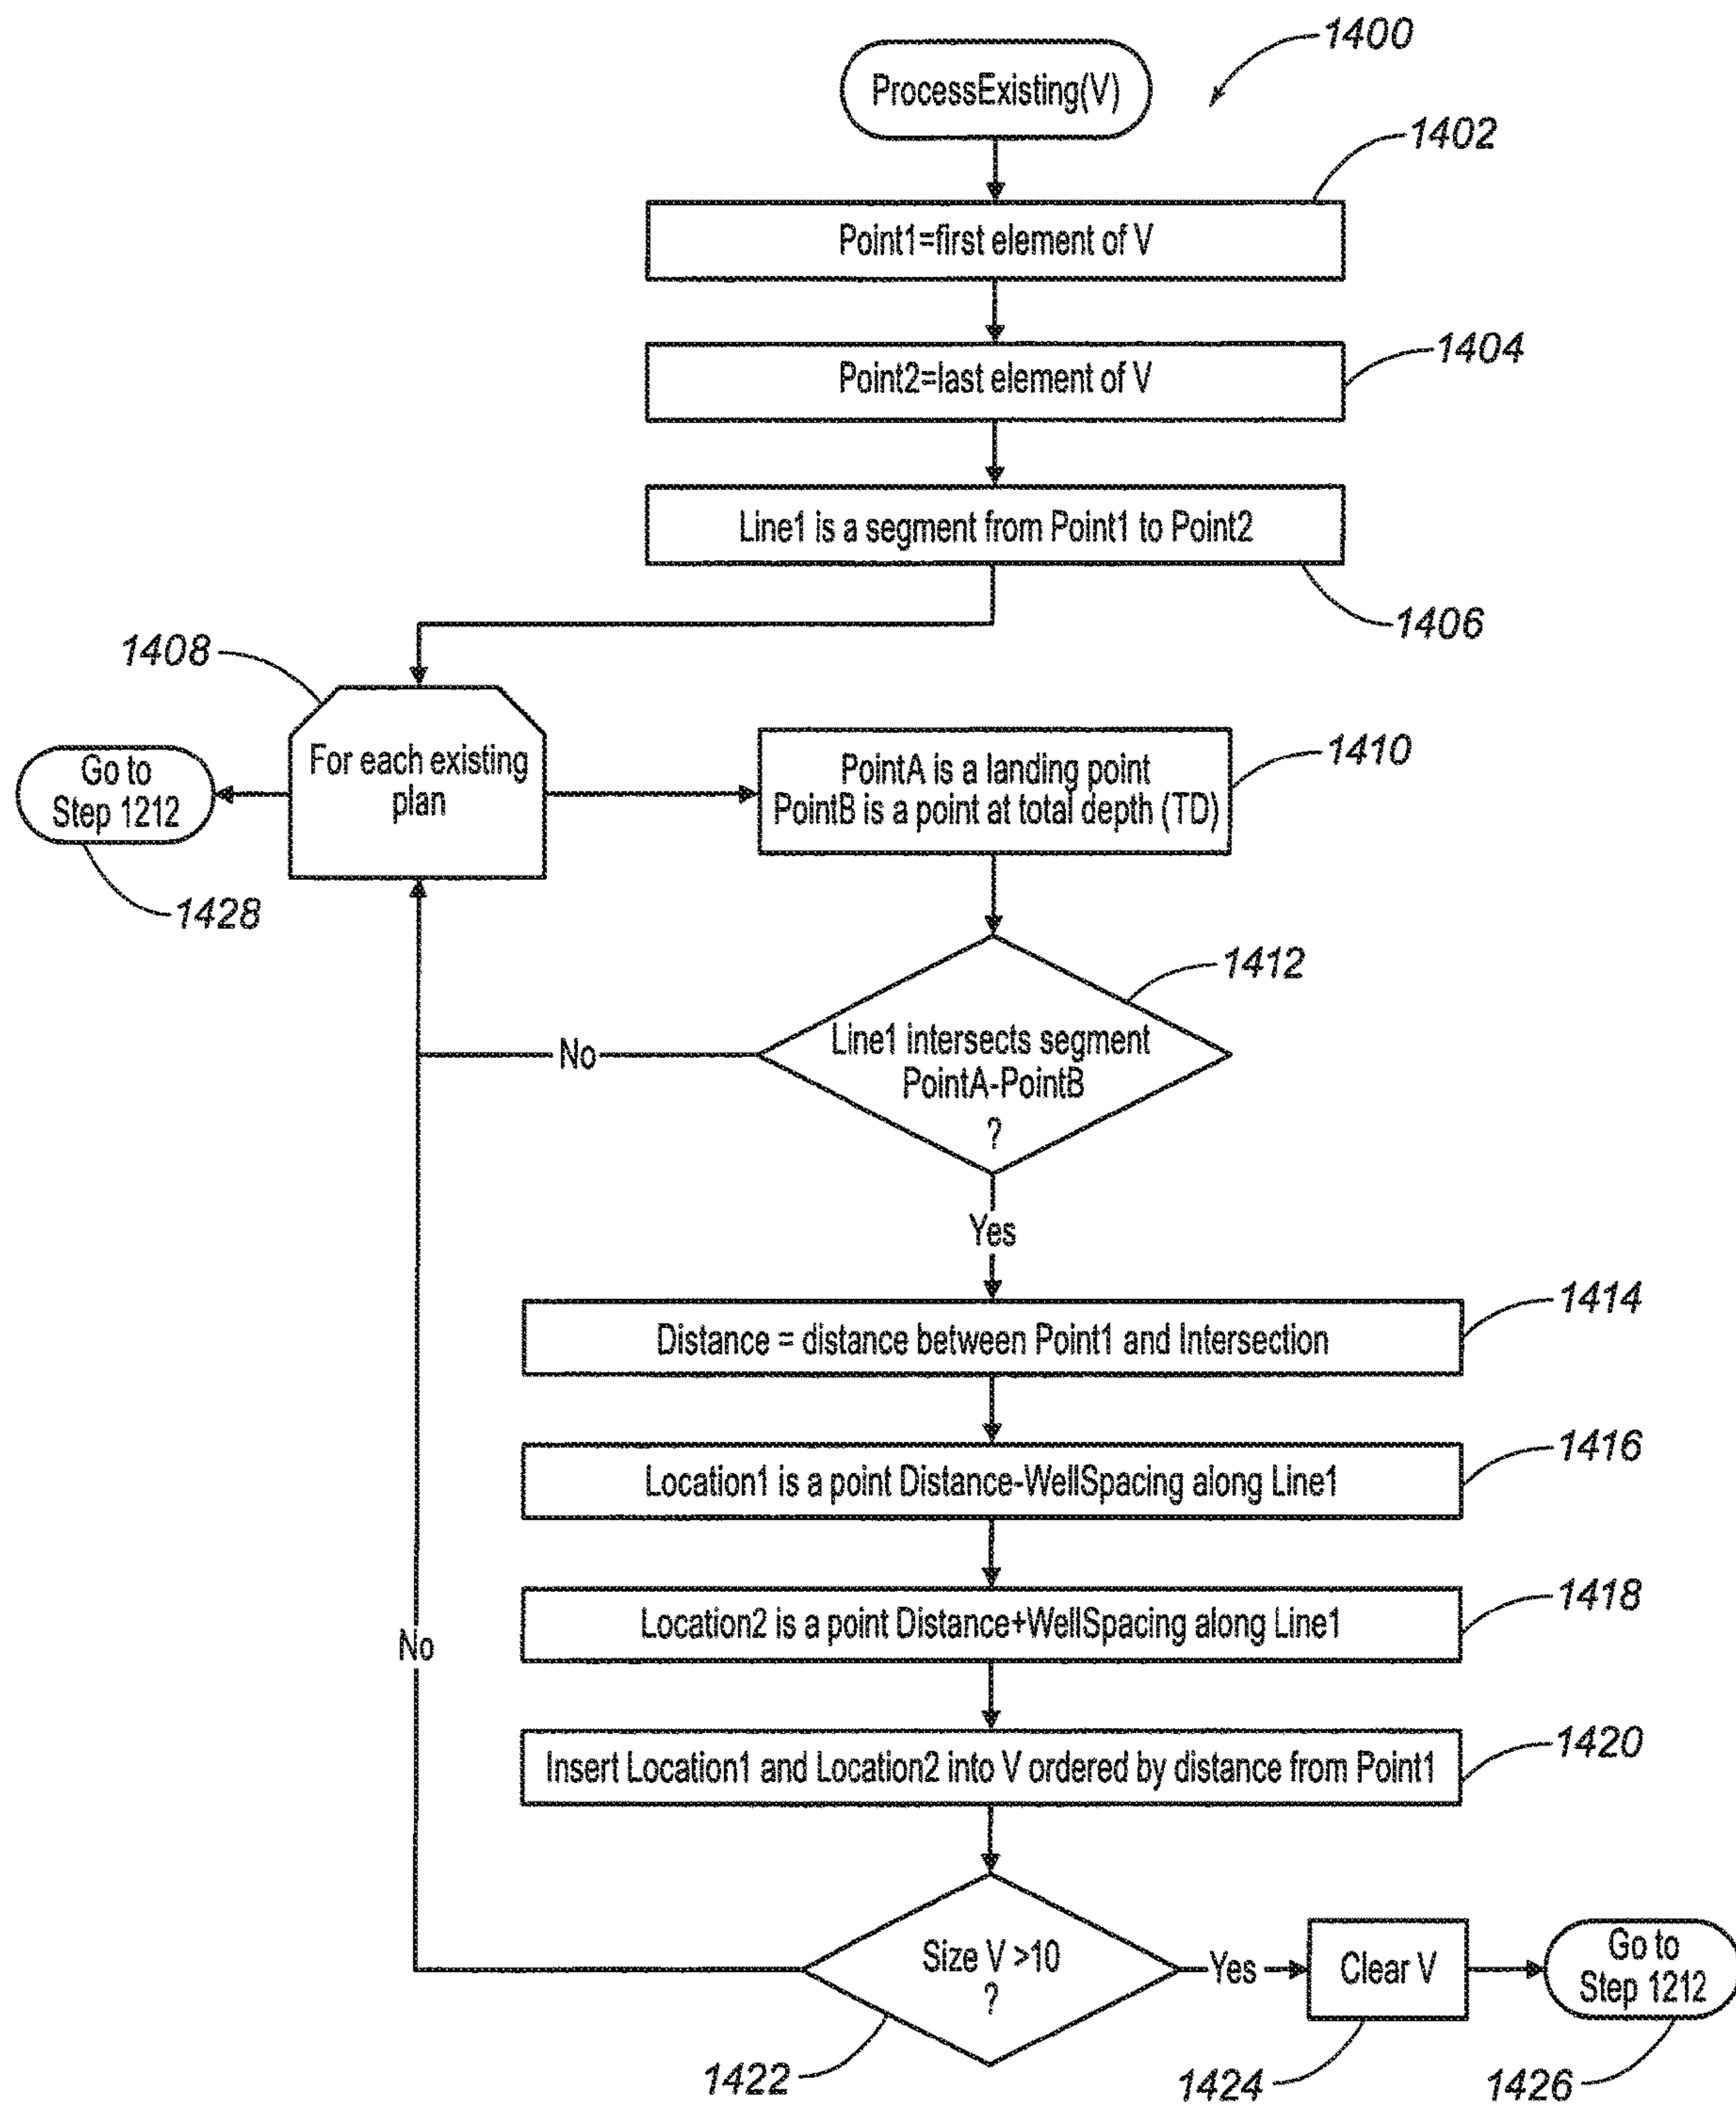 1400
ProcessExisting(V)
1402
Point1=first element of V
1404
Point2=last element of V
Line1 is a segment from Point1 to Point2
1406
1408
For each existing
plan
Go to
Step 1212
1428
1410
PointA is a landing point
PointB is a point at total depth (TD)
1412
Line1 intersects segment
PointA-PointB
?
No
Yes
1414
Distance = distance between Point1 and Intersection
1416
Location1 is a point Distance-WellSpacing along Line1
1418
Location2 is a point Distance+WellSpacing along Line1
No
1420
Insert Location1 and Location2 into V ordered by distance from Point1
Size V >10
?
Yes
Clear V
Go to
Step 1212
1422
1424
1426